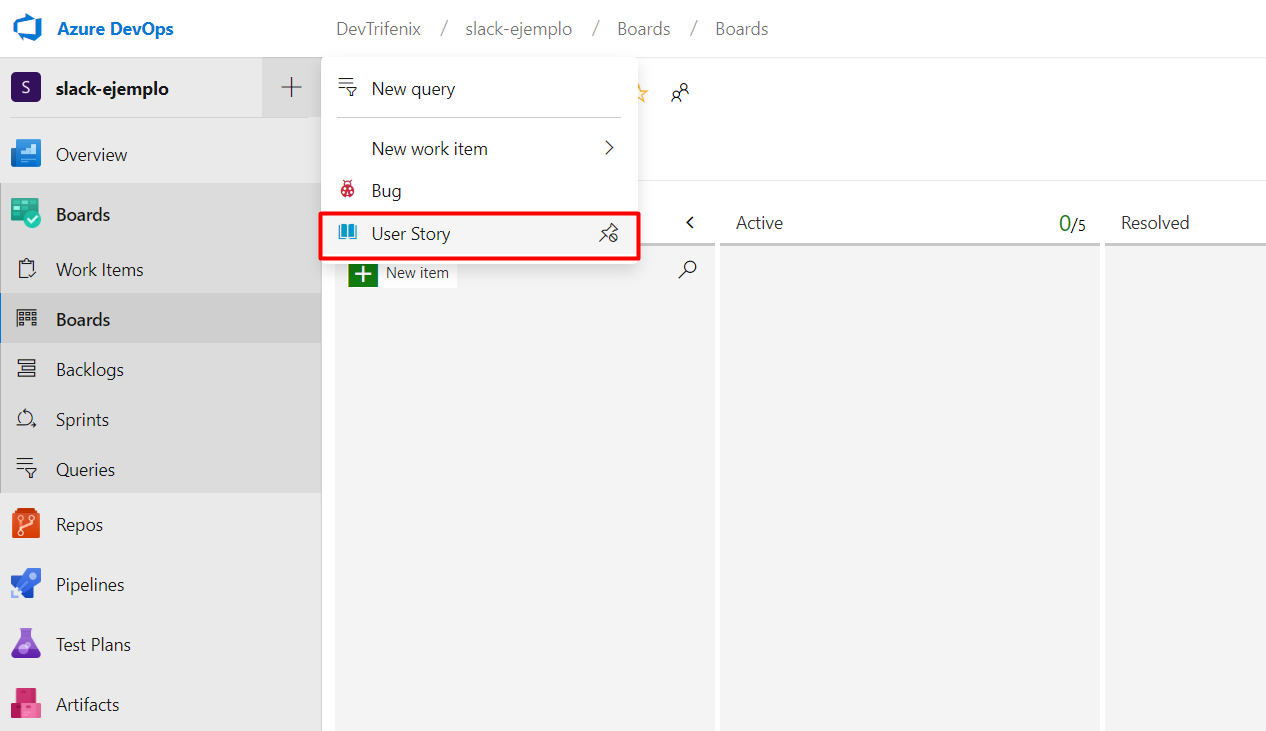 Azure DevOps
DevTrifenix / slack-ejemplo / Boards / Boards
S slack-ejemplo
New query
Overview
New work item
Bug
Boards
User Story
Active 0/5 Resolved
Work Items
New item
Boards
Backlogs
Sprints
Queries
Repos
Pipelines
Test Plans
Artifacts